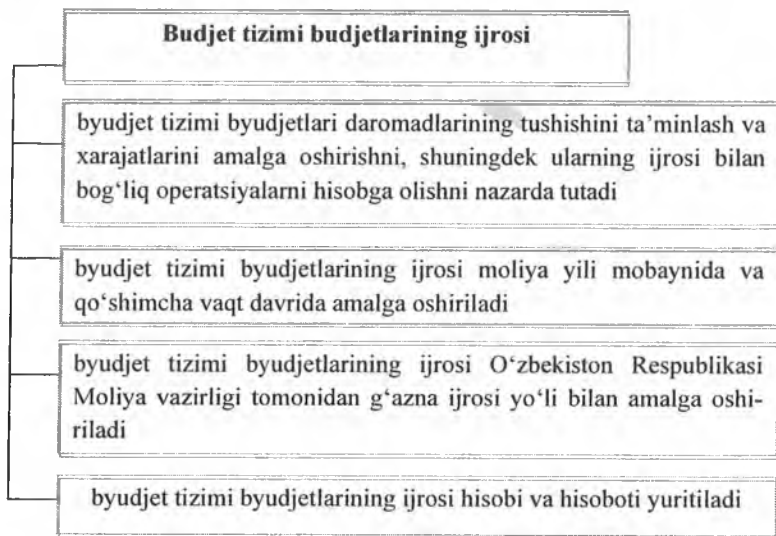 Budjet tizimi budjetlarining ijrosi
byudjet tizimi byudjetlari daromadlarining tushishini ta’minlash va
xarajatlarini amalga oshirishni, shuningdek ularning ijrosi bilan
bog‘liq operatsiyalarni hisobga olishni nazarda tutadi
byudjet tizimi byudjetlarining ijrosi moliya yili mobaynida va
qo‘shimcha vaqt davrida amalga oshiriladi
byudjet tizimi byudjetlarining ijrosi O‘zbekiston Respublikasi
Moliya vazirligi tomonidan g‘azna ijrosi yo‘li bilan amalga oshi-
riladi
byudjet tizimi byudjetlarining ijrosi hisobi va hisoboti yuritiladi